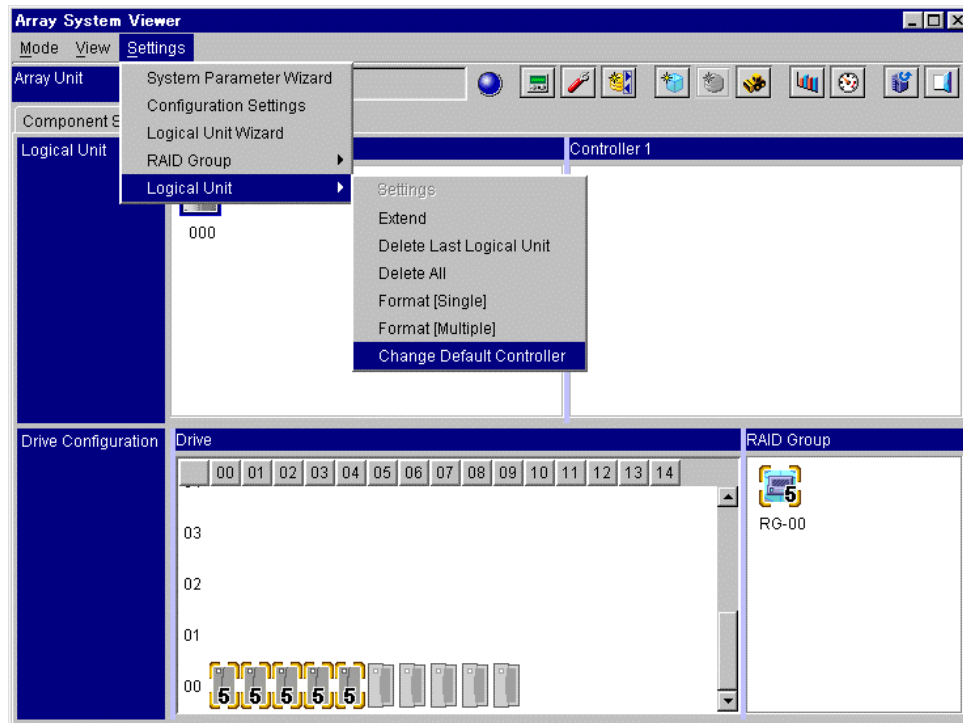 Array System Viewer
Mode View Settings
Array Unit
System Parameter Wizard
Configuration Settings
Logical Unit Wizard
RAID Group
Logical Unit
Component S
Logical Unit
Controller 1
000
Settings
Extend
Delete Last Logical Unit
Delete All
Format [Single]
Format [Multiple]
Change Default Controller
Drive Configuration
Drive
RAID Group
00 01 02 03 04 05 06 07 08 09 10 11 12 13 14
03
02
01
00
5 5 5 5 5
5
RG-00